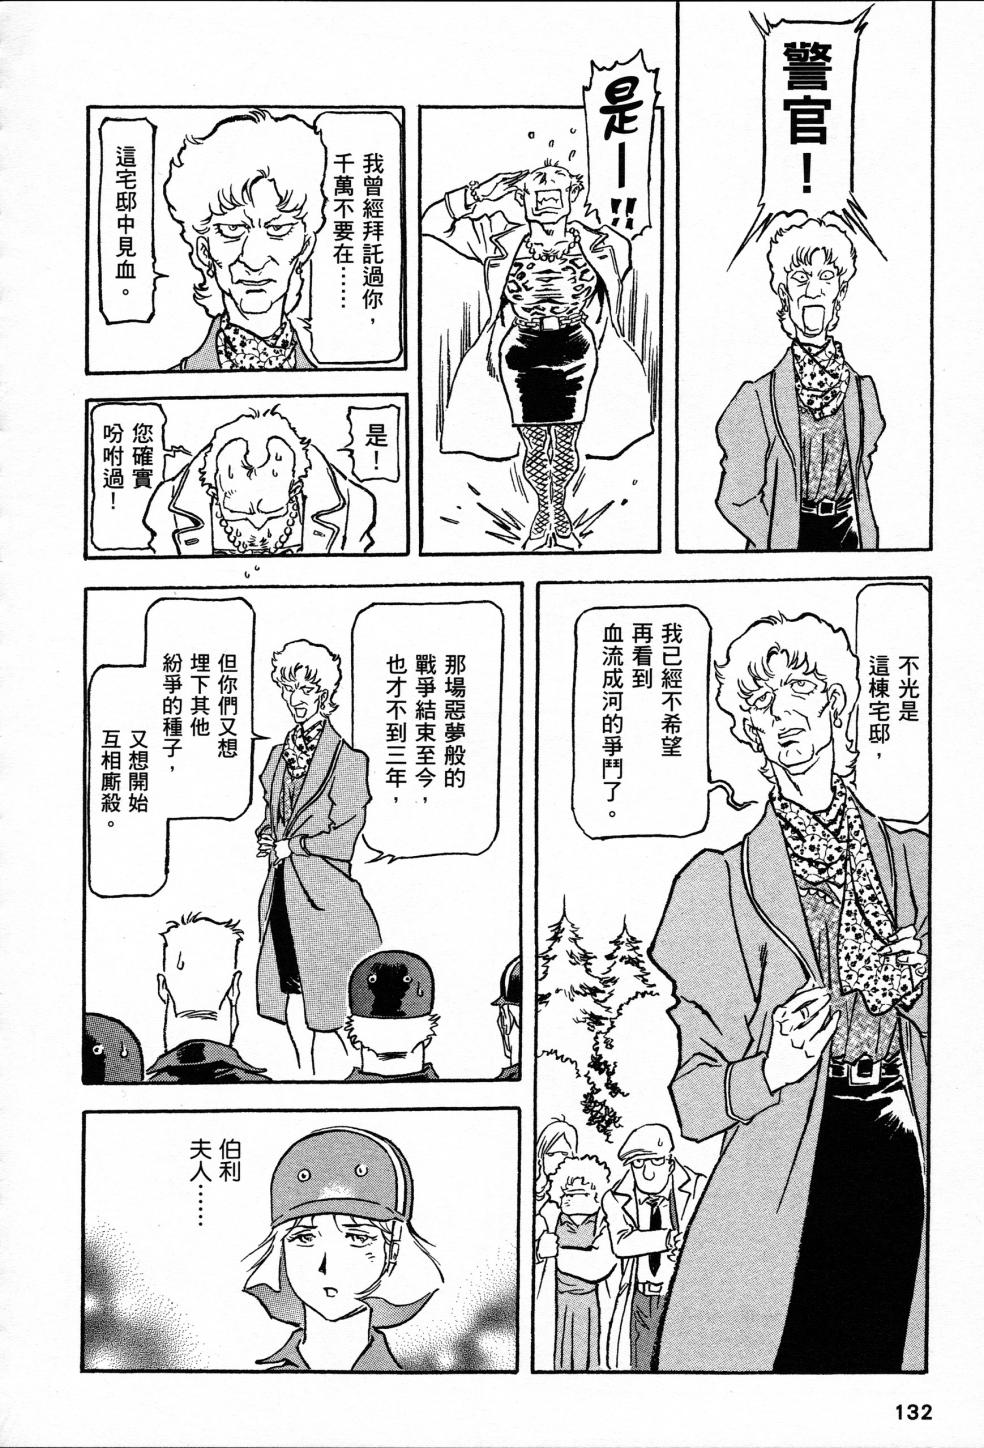 警官！
是—!!
我曾經拜託過你，
千萬不要在……
這宅邸中見血。
是！
您確實
吩咐過！
不光是
這棟宅邸，
我已經不希望
再看到
血流成河的爭鬥了。
那場惡夢般的
戰爭結束至今，
也才不到三年，
但你們又想
埋下其他
紛爭的種子，
又想開始
互相廝殺。
伯利
夫人……
132